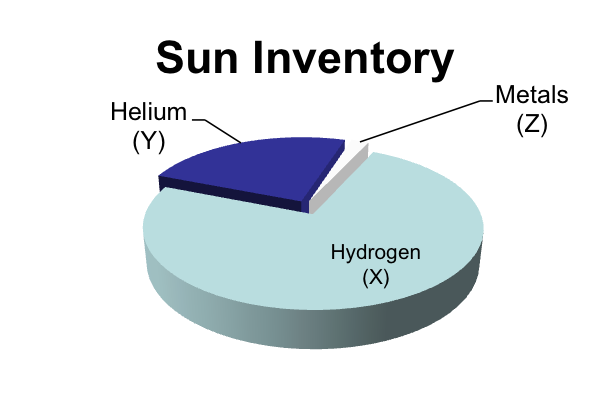 Sun Inventory
Helium
(Y)
Metals
(Z)
Hydrogen
(X)